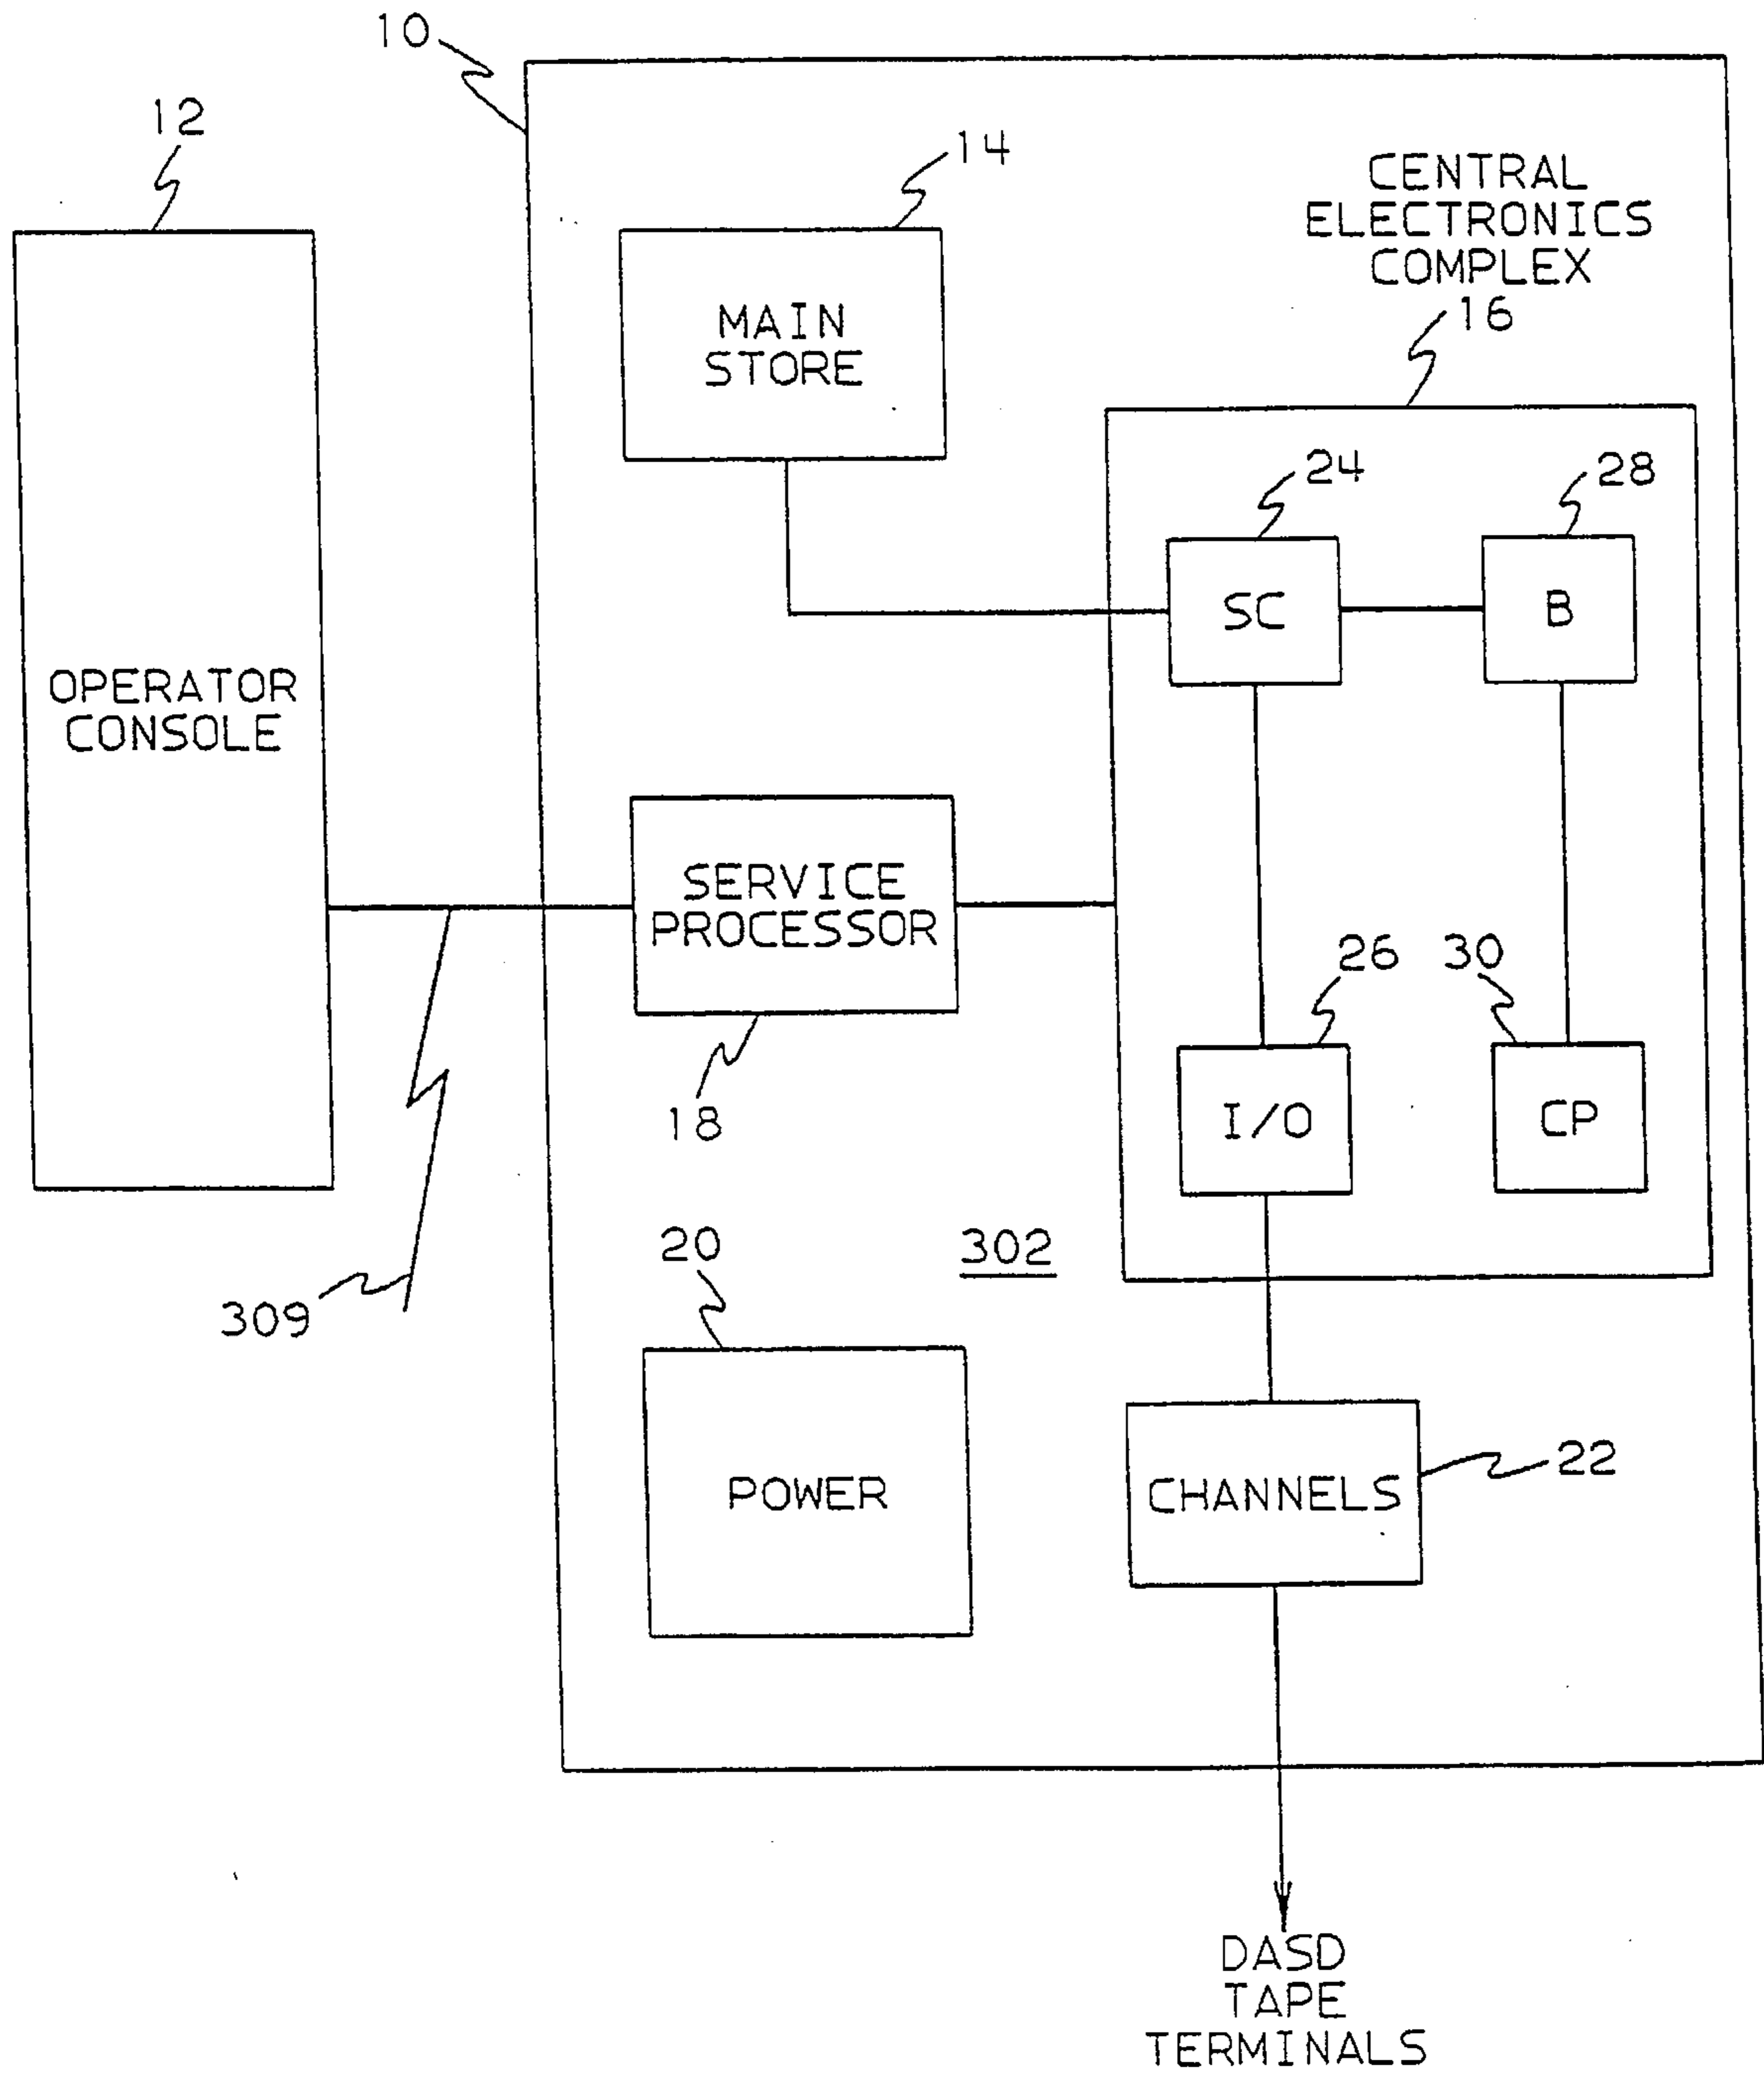 10
12
14
CENTRAL
ELECTRONICS
COMPLEX
16
MAIN
STORE
24
28
SC
B
OPERATOR
CONSOLE
SERVICE
PROCESSOR
26
30
18
I/O
CP
20
302
309
22
POWER
CHANNELS
DASD
TAPE
TERMINALS